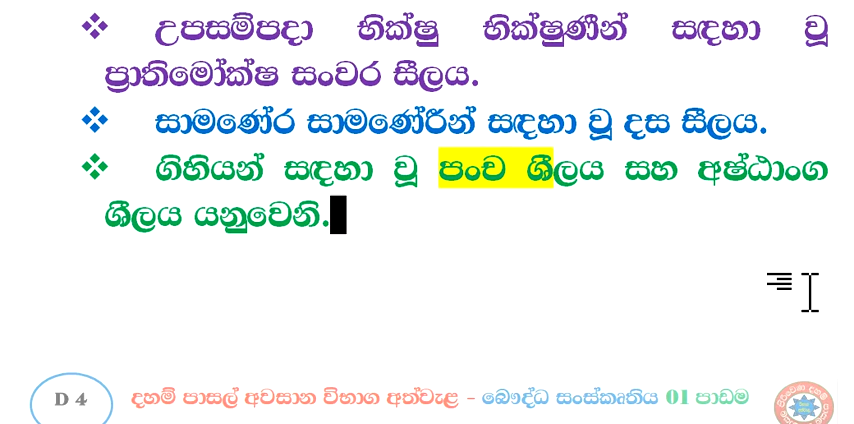 ❖ උපසම්පදා භික්ෂු භික්ෂුණීන් සඳහා වූ
ප්‍රාතිමෝක්ෂ සංවර සීලය.
❖ සාමණේර සාමණේරීන් සඳහා වූ දස සීලය.
❖ ගිහියන් සඳහා වූ පංච ශීලය සහ අෂ්ඨාංග
ශීලය යනුවෙනි.
D 4 දහම් පාසල් අවසාන විභාග අත්වැළ - බෞද්ධ සංස්කෘතිය 01 පාඩම